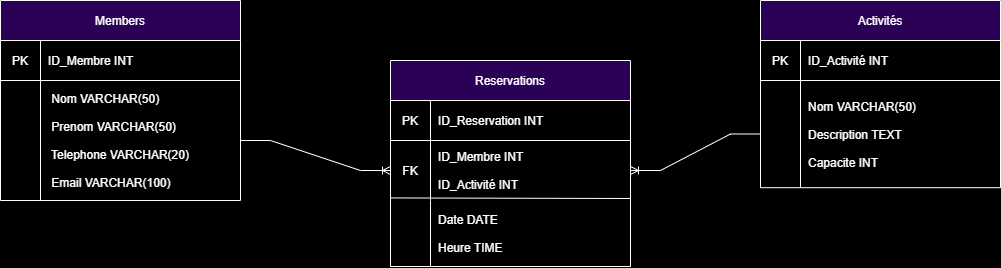 Members
PK ID_Membre INT
Nom VARCHAR(50)
Prenom VARCHAR(50)
Telephone VARCHAR(20)
Email VARCHAR(100)
Reservations
PK ID_Reservation INT
FK
ID_Membre INT
ID_Activité INT
Date DATE
Heure TIME
Activités
PK ID_Activité INT
Nom VARCHAR(50)
Description TEXT
Capacite INT